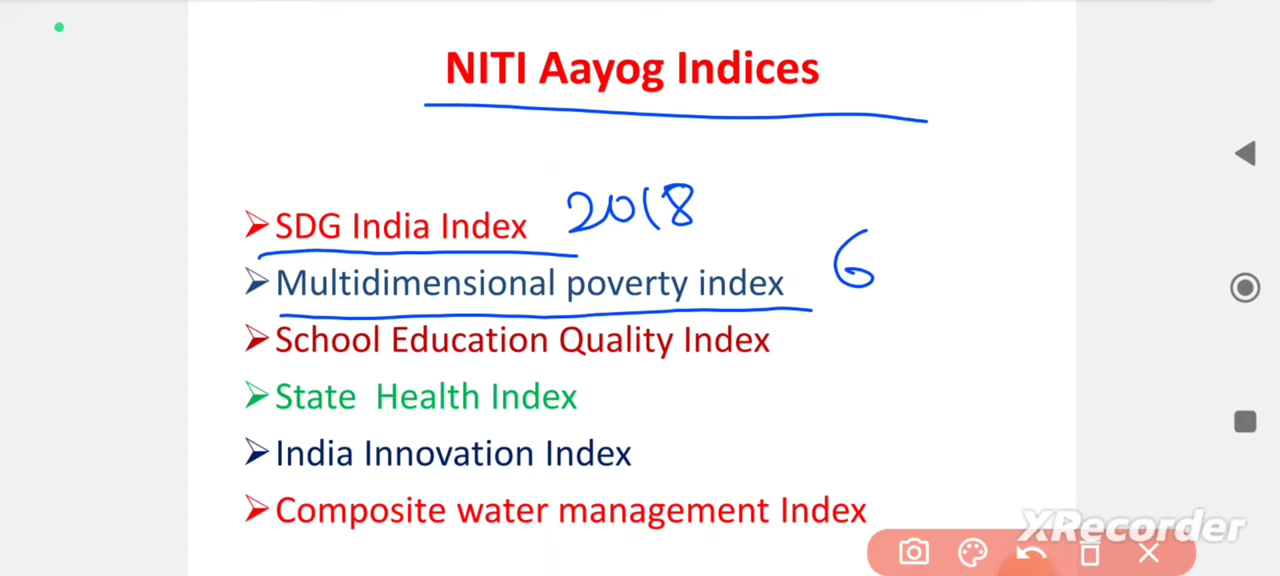 NITI Aayog Indices
SDG India Index 2018
Multidimensional poverty index 6
School Education Quality Index
State Health Index
India Innovation Index
Composite water management Index
XRecorder